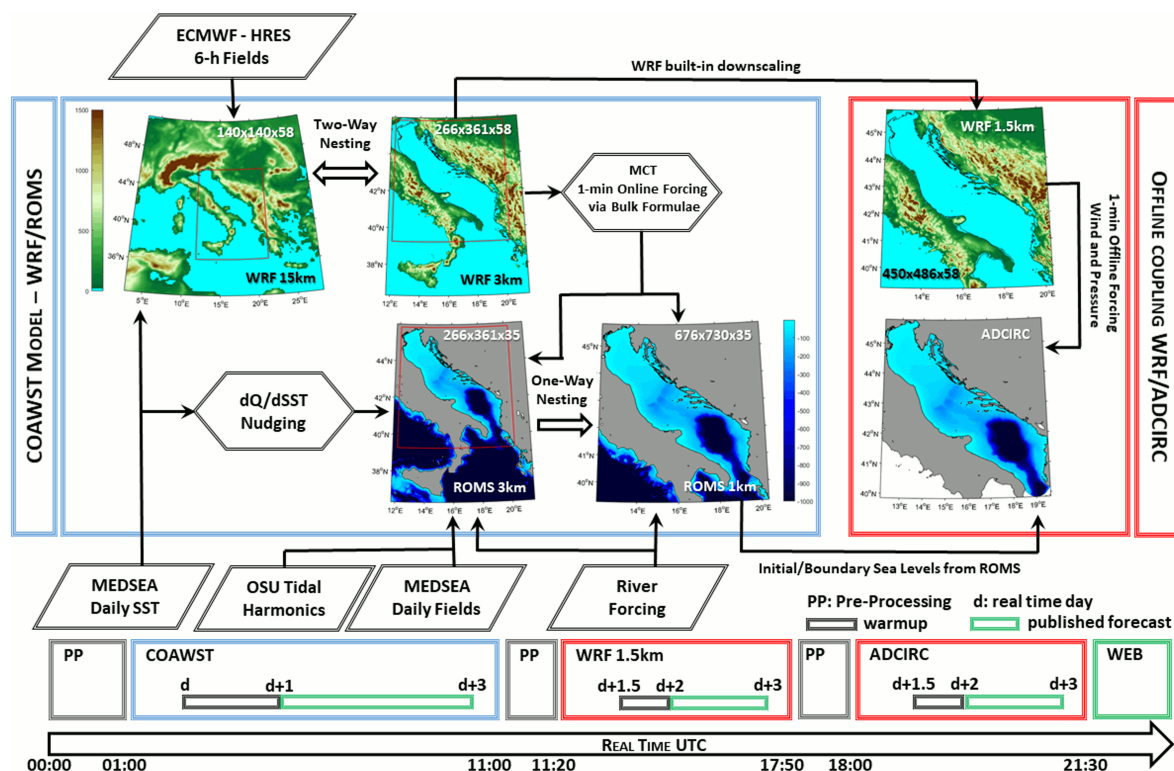 ECMWF - HRES
6-h Fields
WRF built-in downscaling
COAWST MODEL – WRF/ROMS
1500
1000
500
0
140x140x58
48°N
44°N
40°N
36°N
WRF 15km
5°E 10°E 15°E 20°E 25°E
Two-Way
Nesting
266x361x58
44°N
42°N
40°N
38°N
WRF 3km
12°E 14°E 16°E 18°E 20°E
MCT
1-min Online Forcing
via Bulk Formulae
WRF 1.5km
45°N
44°N
43°N
42°N
41°N
40°N
450x486x58
13°E 14°E 15°E 16°E 17°E 18°E 19°E 20°E
1-min Offline Forcing
Wind and Pressure
OFFLINE COUPLING WRF/ADCIRC
dQ/dSST
Nudging
266x361x35
44°N
42°N
40°N
38°N
ROMS 3km
12°E 14°E 16°E 18°E 20°E
One-Way
Nesting
676x730x35
45°N
44°N
43°N
42°N
41°N
40°N
ROMS 1km
13°E 14°E 15°E 16°E 17°E 18°E 19°E 20°E
-100
-200
-300
-400
-500
-600
-700
-800
-900
-1000
ADCIRC
45°N
44°N
43°N
42°N
41°N
40°N
13°E 14°E 15°E 16°E 17°E 18°E 19°E
MEDSEA
Daily SST
OSU Tidal
Harmonics
MEDSEA
Daily Fields
River
Forcing
Initial/Boundary Sea Levels from ROMS
PP: Pre-Processing d: real time day
warmup published forecast
PP
COAWST
d d+1 d+3
PP
WRF 1.5km
d+1.5 d+2 d+3
PP
ADCIRC
d+1.5 d+2 d+3
WEB
REAL TIME UTC
00:00 01:00 11:00 11:20 17:50 18:00 21:30